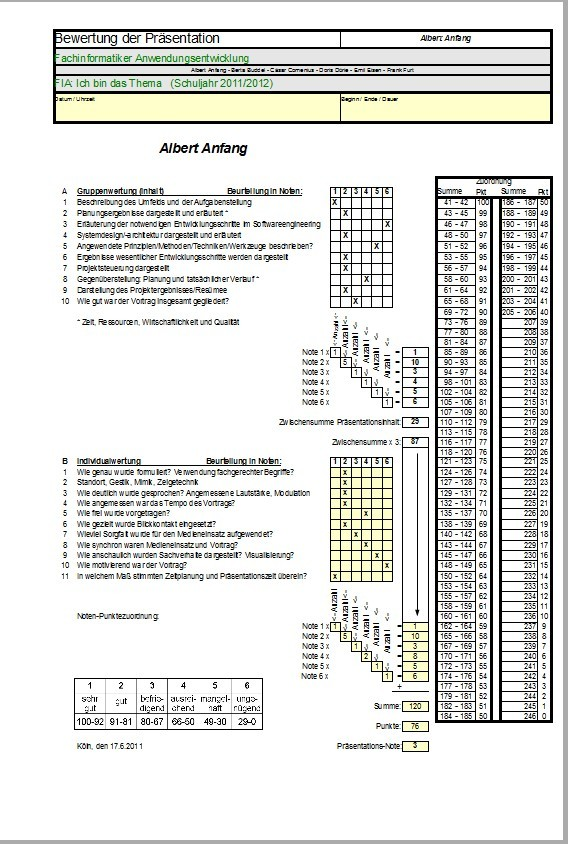 Bewertung der Präsentation Albert Anfang
Fachinformatiker Anwendungsentwicklung
Albert Anfang - Berta Buddel - Cäsar Cornelius - Doris Dörle - Emil Eisen - Frank Furt
FIA: Ich bin das Thema (Schuljahr 2011/2012)
Datum / Uhrzeit Beginn / Ende / Dauer
Albert Anfang
A Gruppenwertung (Inhalt) Beurteilung in Noten: 1 2 3 4 5 6
1 Beschreibung des Umfelds und der Aufgabenstellung X
2 Planungsergebnisse dargestellt und erläutert * X
3 Erläuterung der notwendigen Entwicklungsschritte im Softwareengineering X
4 Systemdesign/-architektur dargestellt und erläutert X
5 Angewendete Prinzipien/Methoden/Techniken/Werkzeuge beschrieben? X
6 Ergebnisse wesentlicher Entwicklungsschritte werden dargestellt X
7 Projektsteuerung dargestellt X
8 Gegenüberstellung: Planung und tatsächlicher Verlauf * X
9 Darstellung des Projektergebnisses/Resümee X
10 Wie gut war der Vortrag insgesamt gegliedert? X
* Zeit, Ressourcen, Wirtschaftlichkeit und Qualität
<-Anzahl <- Anzahl <- Anzahl <- Anzahl <- Anzahl <- Anzahl
Note 1 x 1 = 1
Note 2 x 5 = 10
Note 3 x 1 = 3
Note 4 x 1 = 4
Note 5 x 1 = 5
Note 6 x 1 = 6
Zwischensumme Präsentationsinhalt: 29
Zwischensumme x 3: 87
B Individualwertung Beurteilung in Noten: 1 2 3 4 5 6
1 Wie genau wurde formuliert? Verwendung fachgerechter Begriffe? X
2 Standort, Gestik, Mimik, Zeigetechnik X
3 Wie deutlich wurde gesprochen? Angemessene Lautstärke, Modulation X
4 Wie angemessen war das Tempo des Vortrags? X
5 Wie frei wurde vorgetragen? X
6 Wie gezielt wurde Blickkontakt eingesetzt? X
7 Wieviel Sorgfalt wurde für den Medieneinsatz aufgewendet? X
8 Wie synchron waren Medieneinsatz und Vortrag? X
9 Wie anschaulich wurden Sachverhalte dargestellt? Visualisierung? X
10 Wie motivierend war der Vortrag? X
11 In welchem Maß stimmten Zeitplanung und Präsentationszeit überein? X
<-Anzahl <- Anzahl <- Anzahl <- Anzahl <- Anzahl <- Anzahl
Noten-Punktezuordnung:
Note 1 x 1 = 1
Note 2 x 5 = 10
Note 3 x 1 = 3
Note 4 x 2 = 8
Note 5 x 1 = 5
Note 6 x 1 = 6
+
Summe: 120
Punkte: 76
Präsentations-Note: 3
1 2 3 4 5 6
sehr gut gut befrie-digend ausrei-chend mangel-haft unge-nügend
100-92 91-81 80-67 66-50 49-30 29-0
Köln, den 17.6.2011
Zuordnung
Summe Pkt Summe Pkt
41 - 42 100 186 - 187 50
43 - 45 99 188 - 189 49
46 - 47 98 190 - 191 48
48 - 50 97 192 - 193 47
51 - 52 96 194 - 195 46
53 - 55 95 196 - 197 45
56 - 57 94 198 - 199 44
58 - 60 93 200 - 201 43
61 - 64 92 201 - 202 42
65 - 68 91 203 - 204 41
69 - 72 90 205 - 206 40
73 - 76 89 207 39
77 - 80 88 208 38
81 - 84 87 209 37
85 - 89 86 210 36
90 - 93 85 211 35
94 - 97 84 212 34
98 - 101 83 213 33
102 - 104 82 214 32
105 - 106 81 215 31
107 - 109 80 216 30
110 - 112 79 217 29
113 - 115 78 218 28
116 - 117 77 219 27
118 - 120 76 220 26
121 - 123 75 221 25
124 - 126 74 222 24
127 - 128 73 223 23
129 - 131 72 224 22
132 - 134 71 225 21
135 - 137 70 226 20
138 - 139 69 227 19
140 - 142 68 228 18
143 - 144 68 229 17
145 - 147 66 230 16
148 - 149 65 231 15
150 - 152 64 232 14
153 - 154 63 233 13
155 - 157 62 234 12
158 - 159 61 235 11
160 - 161 60 236 10
162 - 164 59 237 9
165 - 166 58 238 8
167 - 169 57 239 7
170 - 171 56 240 6
172 - 173 55 241 5
174 - 176 54 242 4
177 - 178 53 243 3
179 - 181 52 244 2
182 - 183 51 245 1
184 - 185 50 246 0